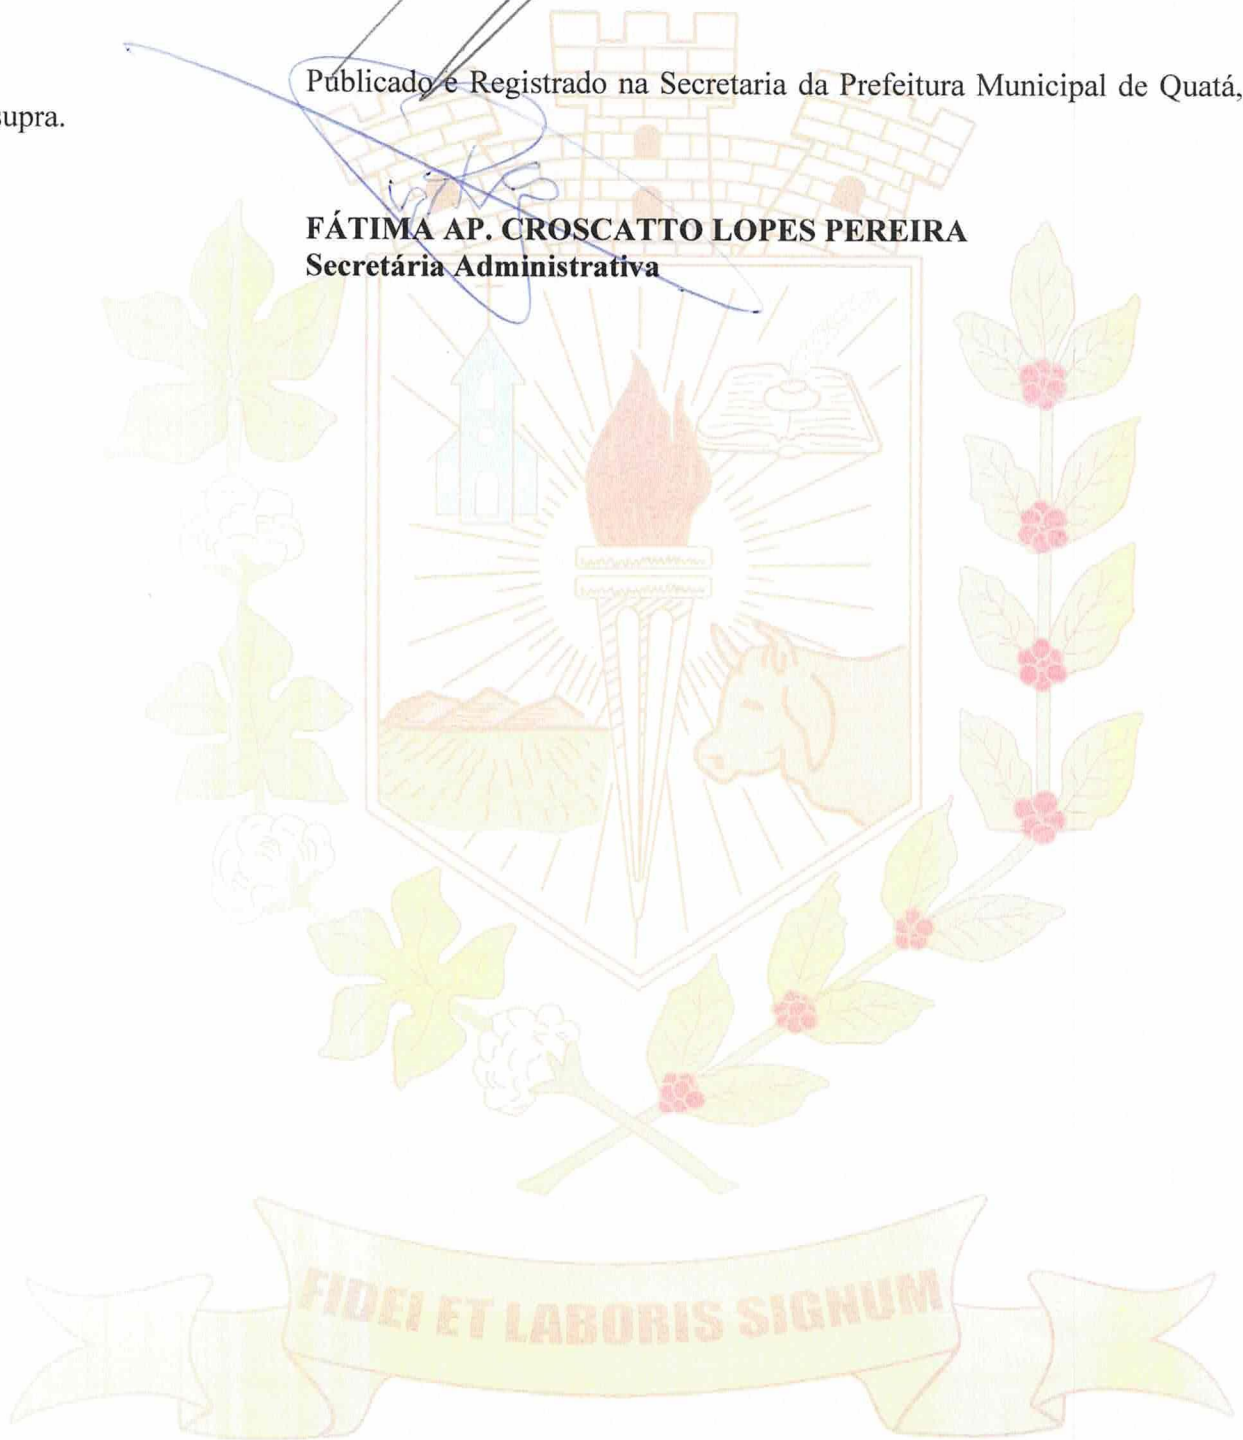 Publicado e Registrado na Secretaria da Prefeitura Municipal de Quatá,
supra.
FÁTIMA AP. CROSCATTO LOPES PEREIRA
Secretária Administrativa
FIDEI ET LABORIS SIGNUM